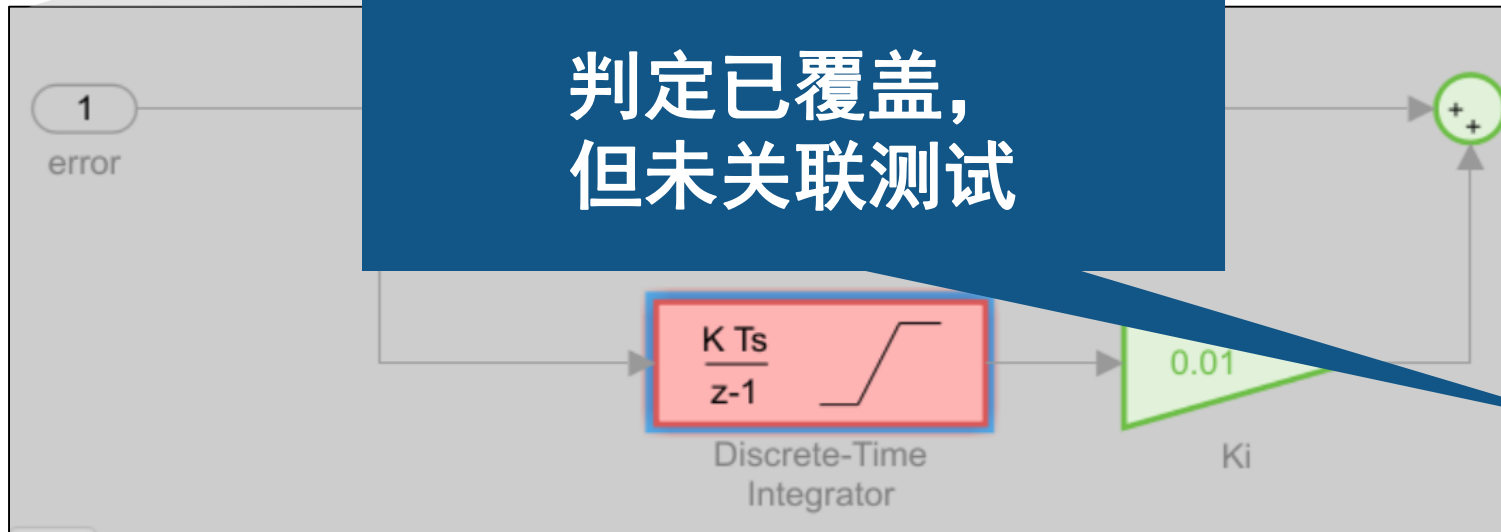 判定已覆盖，
但未关联测试
1
error
+
+
K Ts
z-1
0.01
Discrete-Time
Integrator
Ki